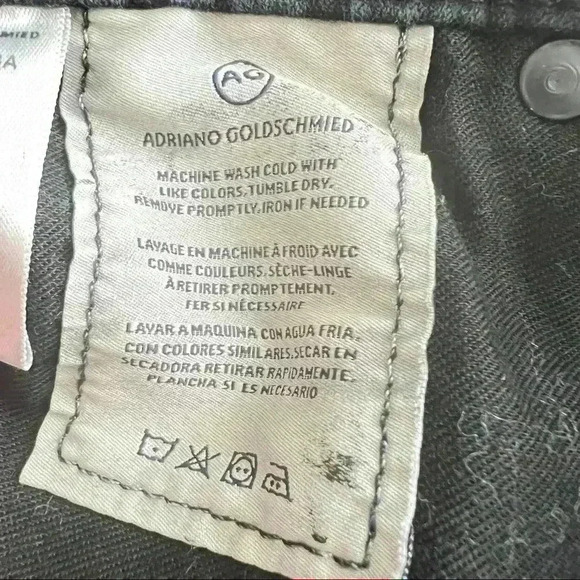 MIED
A
AG
ADRIANO GOLDSCHMIED
MACHINE WASH COLD WITH
LIKE COLORS, TUMBLE DRY,
REMOVE PROMPTLY, IRON IF NEEDED
LAVAGE EN MACHINE À FROID AVEC
COMME COULEURS, SÈCHE-LINGE
À RETIRER PROMPTEMENT,
FER SI NÉCESSAIRE
LAVAR A MAQUINA CON AGUA FRIA,
CON COLORES SIMILARES, SECAR EN
SECADORA RETIRAR RAPIDAMENTE,
PLANCHA SI ES NECESARIO